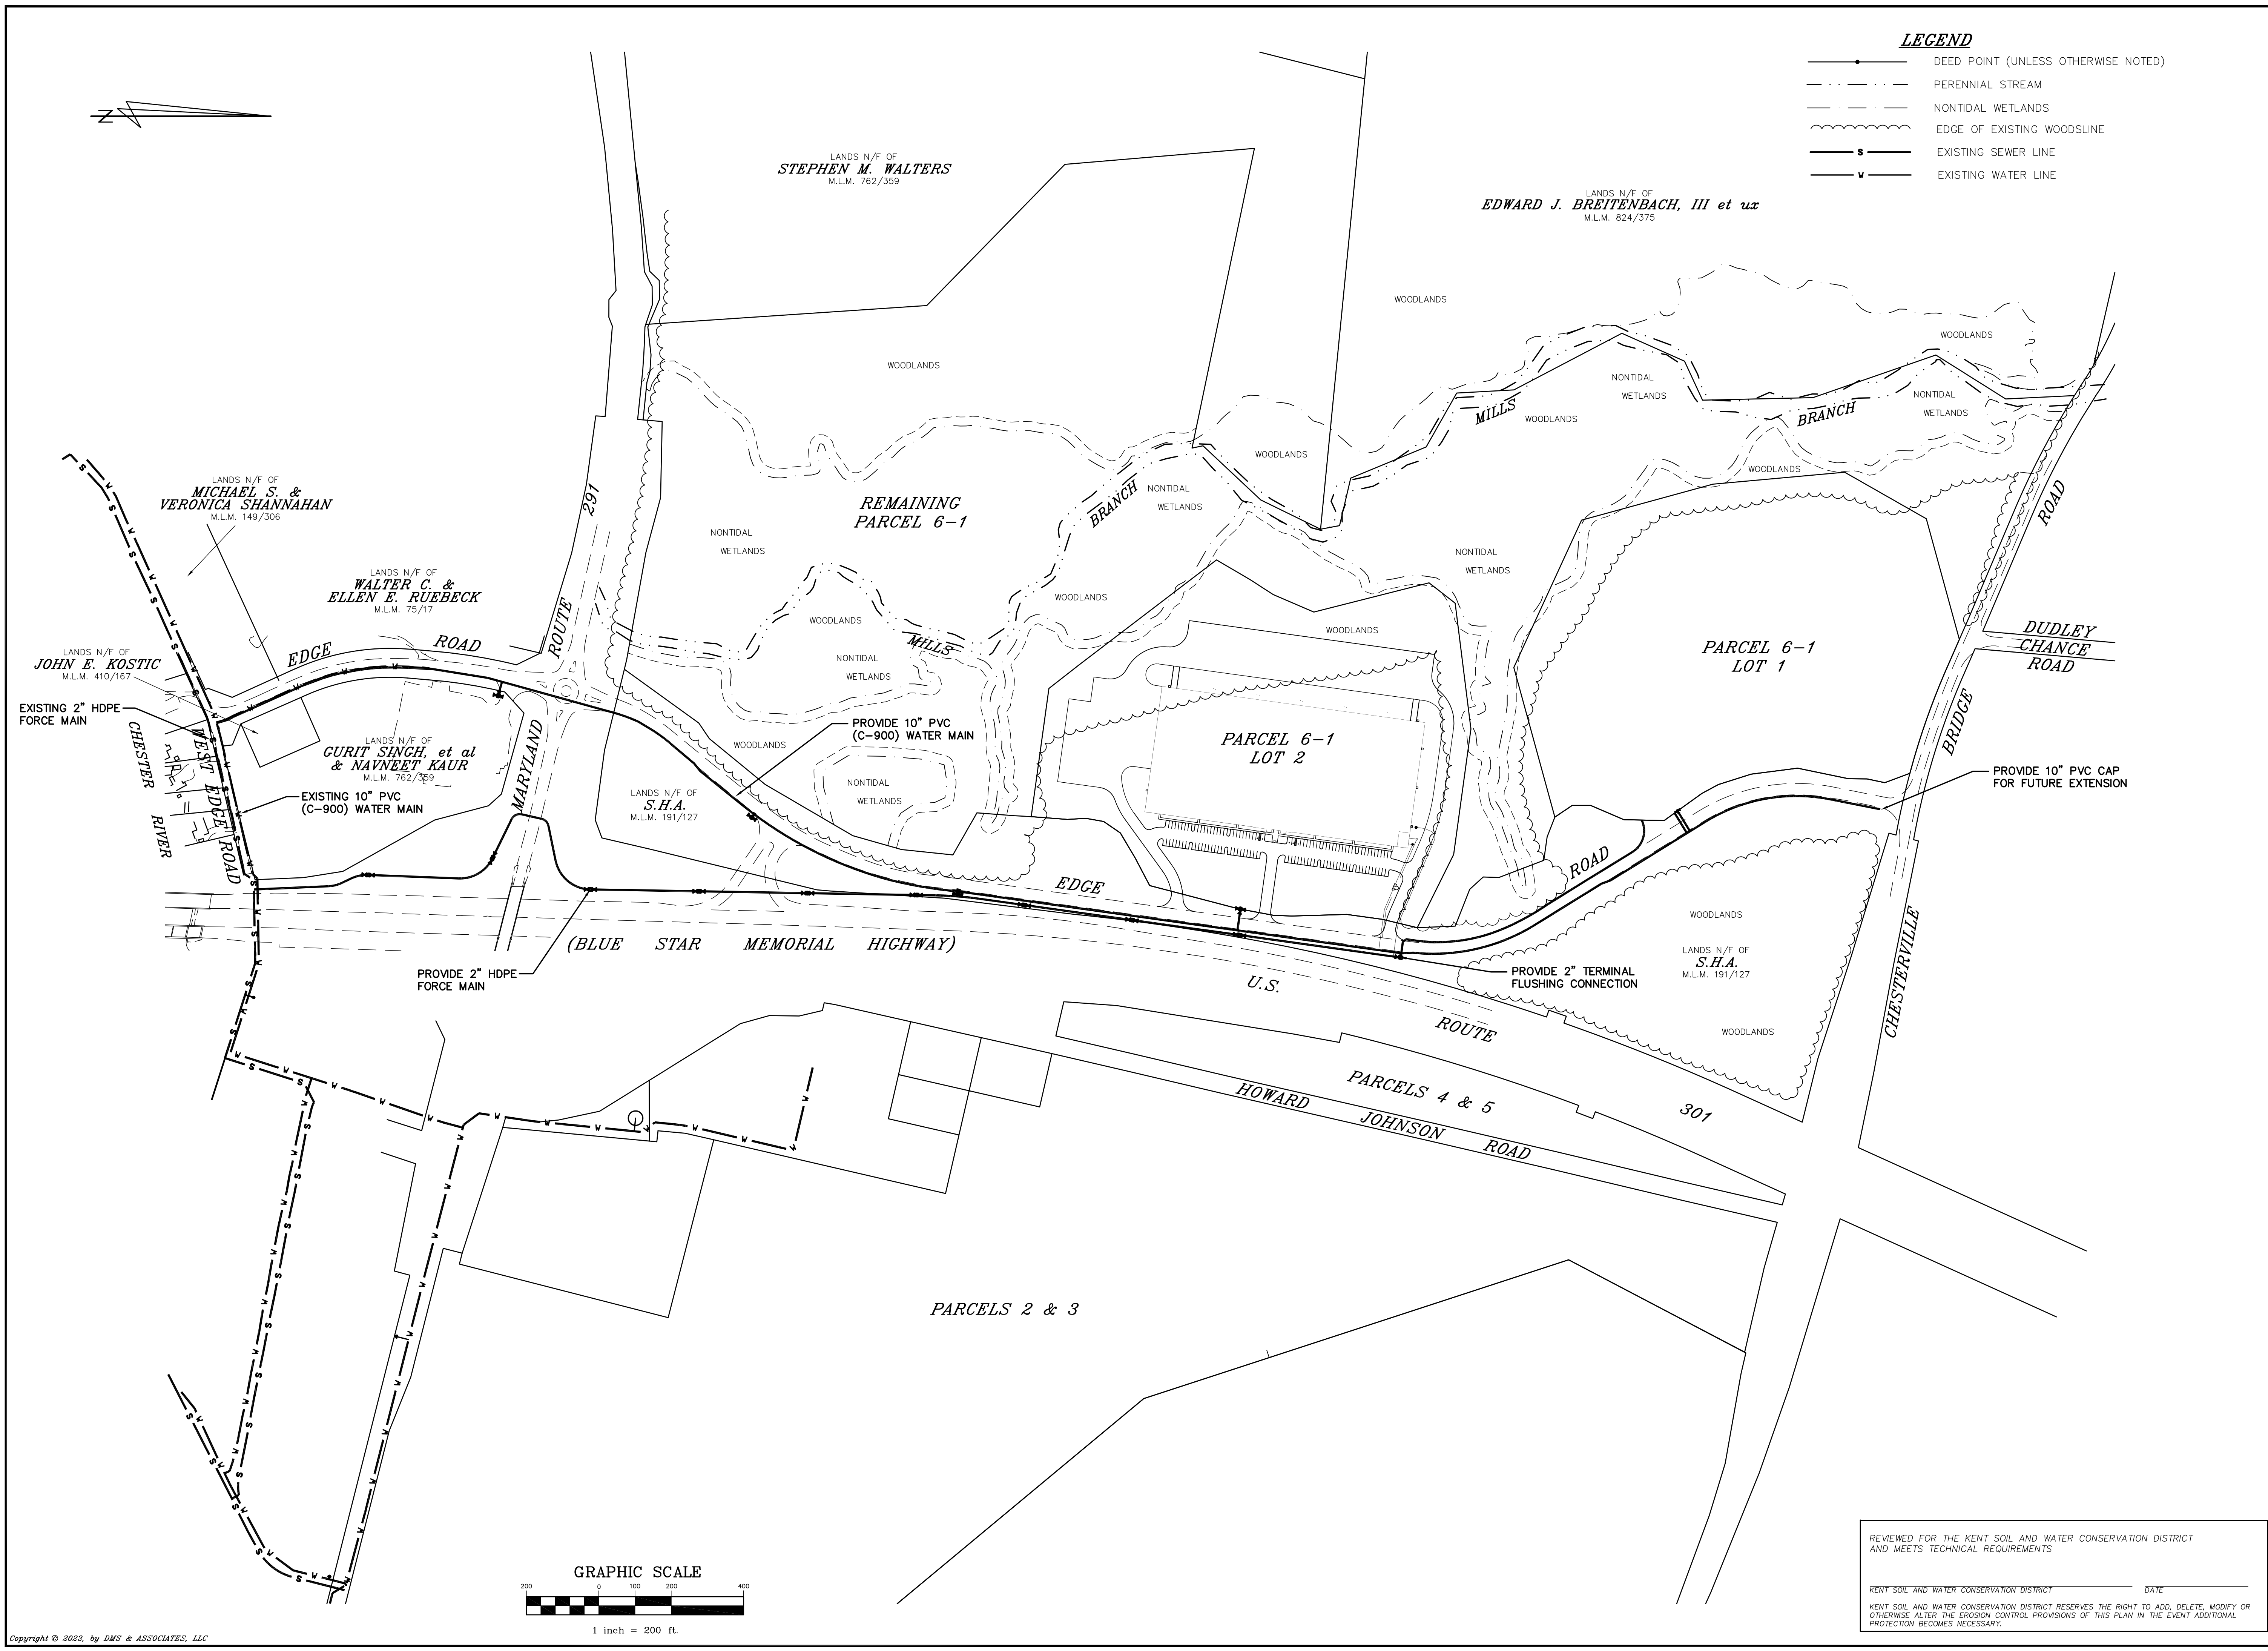 LEGEND
DEED POINT (UNLESS OTHERWISE NOTED)
PERENNIAL STREAM
NONTIDAL WETLANDS
EDGE OF EXISTING WOODSLINE
S EXISTING SEWER LINE
W EXISTING WATER LINE
N
LANDS N/F OF
STEPHEN M. WALTERS
M.L.M. 762/359
LANDS N/F OF
EDWARD J. BREITENBACH, III et ux
M.L.M. 824/375
WOODLANDS
WOODLANDS
WOODLANDS
NONTIDAL
WETLANDS
NONTIDAL
WETLANDS
MILLS
WOODLANDS
BRANCH
WOODLANDS
WOODLANDS
LANDS N/F OF
MICHAEL S. &
VERONICA SHANNAHAN
M.L.M. 149/306
291
REMAINING
PARCEL 6-1
BRANCH
NONTIDAL
WETLANDS
ROAD
NONTIDAL
WETLANDS
NONTIDAL
WETLANDS
LANDS N/F OF
WALTER C. &
ELLEN E. RUEBECK
M.L.M. 75/17
WOODLANDS
ROUTE
WOODLANDS
WOODLANDS
DUDLEY
CHANCE
ROAD
EDGE
ROAD
MILLS
LANDS N/F OF
JOHN E. KOSTIC
M.L.M. 410/167
NONTIDAL
WETLANDS
PARCEL 6-1
LOT 1
EXISTING 2" HDPE
FORCE MAIN
BRIDGE
PROVIDE 10" PVC
(C-900) WATER MAIN
PARCEL 6-1
LOT 2
CHESTER
RIVER
WEST EDGE ROAD
LANDS N/F OF
GURIT SINGH, et al
& NAVNEET KAUR
M.L.M. 762/359
WOODLANDS
MARYLAND
NONTIDAL
WETLANDS
PROVIDE 10" PVC CAP
FOR FUTURE EXTENSION
EXISTING 10" PVC
(C-900) WATER MAIN
LANDS N/F OF
S.H.A.
M.L.M. 191/127
EDGE
ROAD
WOODLANDS
(BLUE STAR MEMORIAL HIGHWAY)
LANDS N/F OF
S.H.A.
M.L.M. 191/127
PROVIDE 2" HDPE
FORCE MAIN
PROVIDE 2" TERMINAL
FLUSHING CONNECTION
CHESTERVILLE
U.S.
ROUTE
WOODLANDS
PARCELS 4 & 5
301
HOWARD JOHNSON ROAD
PARCELS 2 & 3
GRAPHIC SCALE
200 0 100 200 400
1 inch = 200 ft.
REVIEWED FOR THE KENT SOIL AND WATER CONSERVATION DISTRICT
AND MEETS TECHNICAL REQUIREMENTS
KENT SOIL AND WATER CONSERVATION DISTRICT DATE
KENT SOIL AND WATER CONSERVATION DISTRICT RESERVES THE RIGHT TO ADD, DELETE, MODIFY OR
OTHERWISE ALTER THE EROSION CONTROL PROVISIONS OF THIS PLAN IN THE EVENT ADDITIONAL
PROTECTION BECOMES NECESSARY.
Copyright © 2023, by DMS & ASSOCIATES, LLC